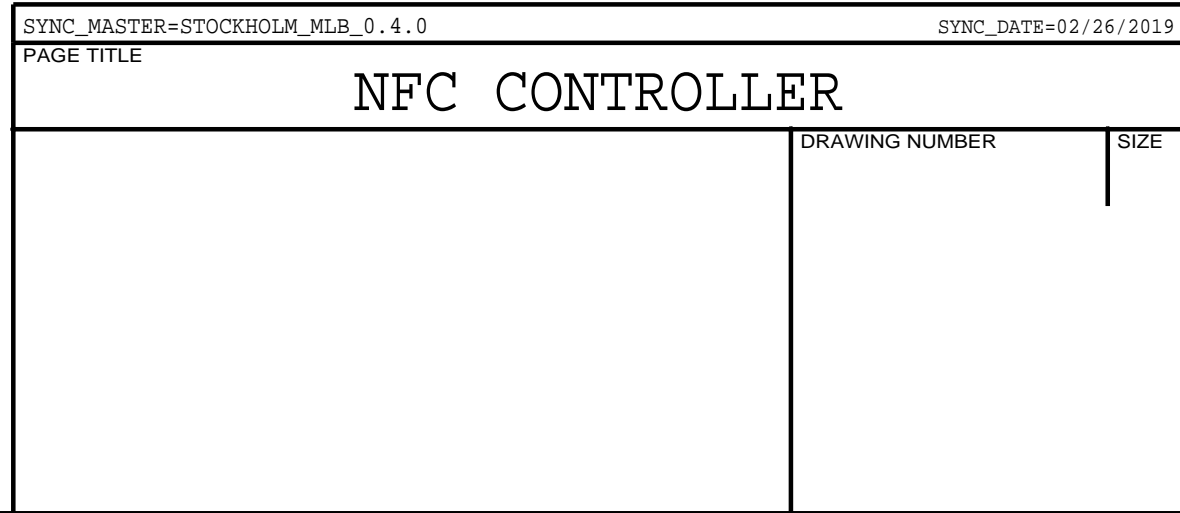 SYNC_MASTER=STOCKHOLM_MLB_0.4.0 SYNC_DATE=02/26/2019
PAGE TITLE
NFC CONTROLLER
DRAWING NUMBER SIZE